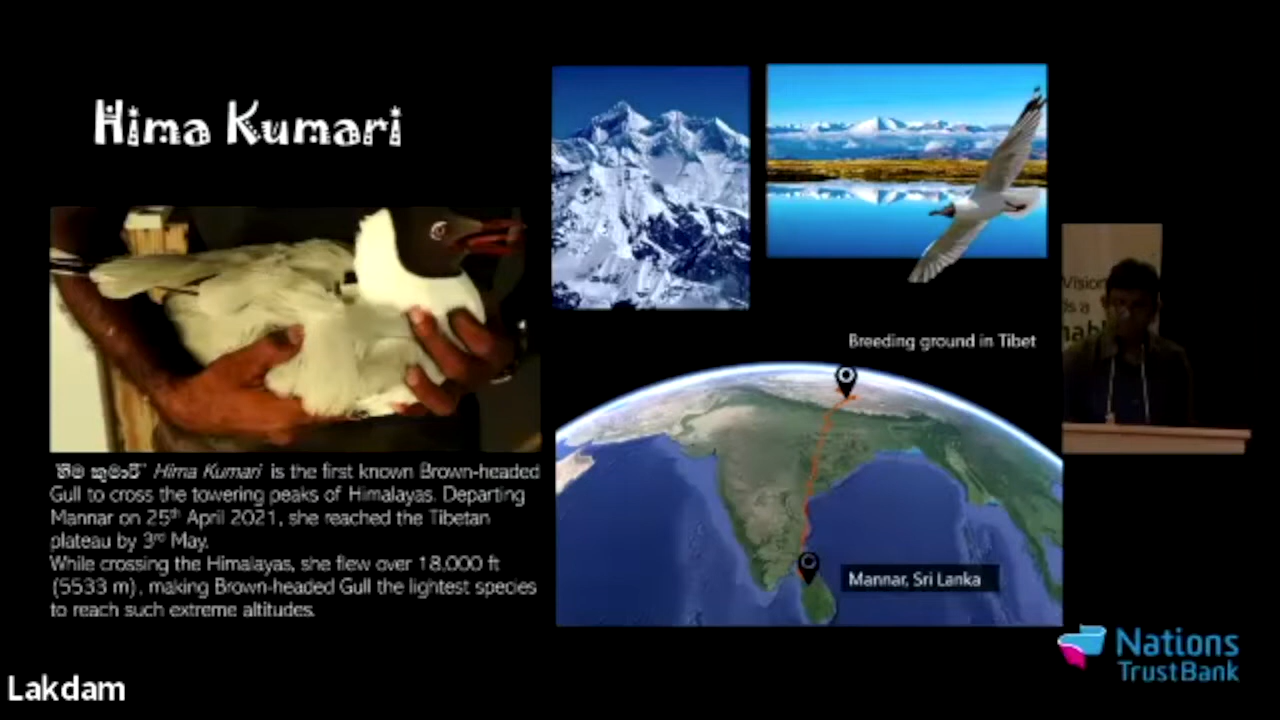 Hima Kumari
"හිම කුමාරි" Hima Kumari is the first known Brown-headed
Gull to cross the towering peaks of Himalayas. Departing
Mannar on 25th April 2021, she reached the Tibetan
plateau by 3rd May.
While crossing the Himalayas, she flew over 18,000 ft
(5533 m), making Brown-headed Gull the lightest species
to reach such extreme altitudes.
Breeding ground in Tibet
Mannar, Sri Lanka
Vision
Nations
TrustBank
Lakdam